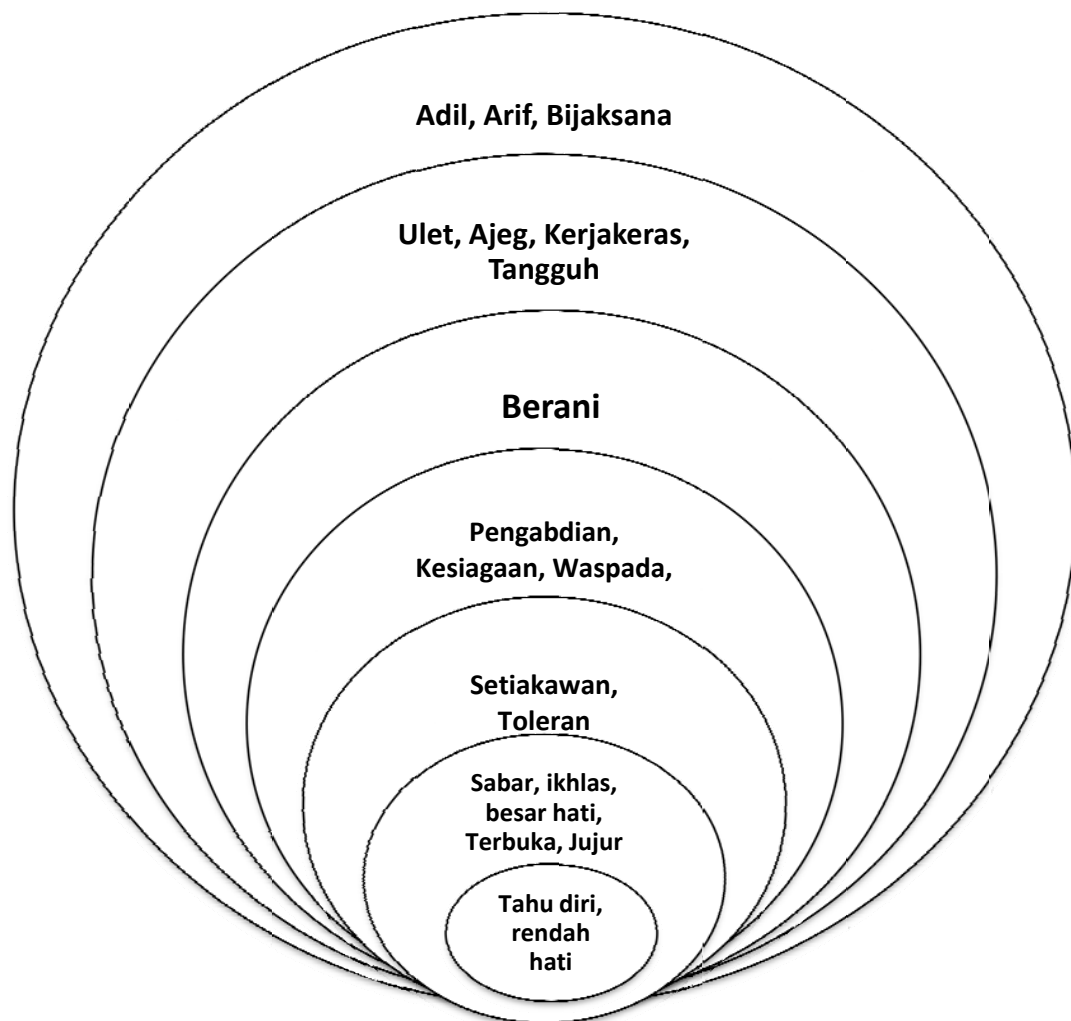 Adil, Arif, Bijaksana
Ulet, Ajeg, Kerjakeras,
Tangguh
Berani
Pengabdian,
Kesiagaan, Waspada,
Setiakawan,
Toleran
Sabar, ikhlas,
besar hati,
Terbuka, Jujur
Tahu diri,
rendah
hati